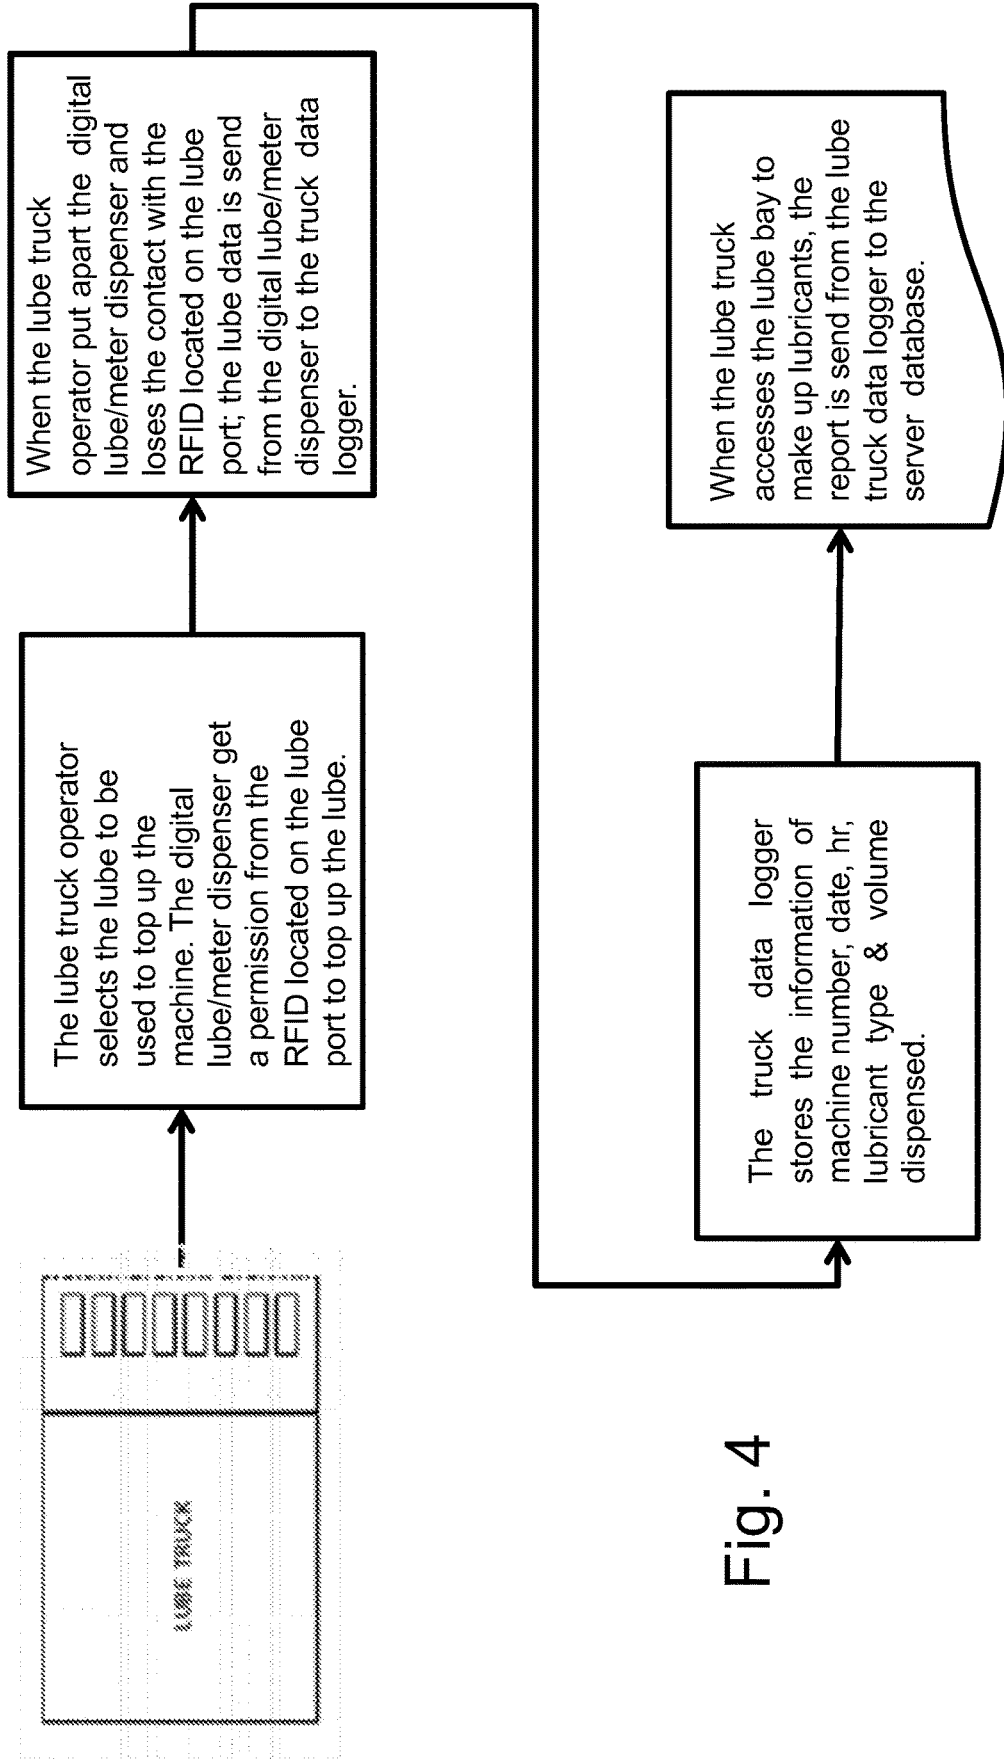 LUBE TRUCK
The lube truck operator
selects the lube to be
used to top up the
machine. The digital
lube/meter dispenser get
a permission from the
RFID located on the lube
port to top up the lube.
When the lube truck
operator put apart the digital
lube/meter dispenser and
loses the contact with the
RFID located on the lube
port; the lube data is send
from the digital lube/meter
dispenser to the truck data
logger.
The truck data logger
stores the information of
machine number, date, hr,
lubricant type & volume
dispensed.
When the lube truck
accesses the lube bay to
make up lubricants, the
report is send from the lube
truck data logger to the
server database.
Fig. 4